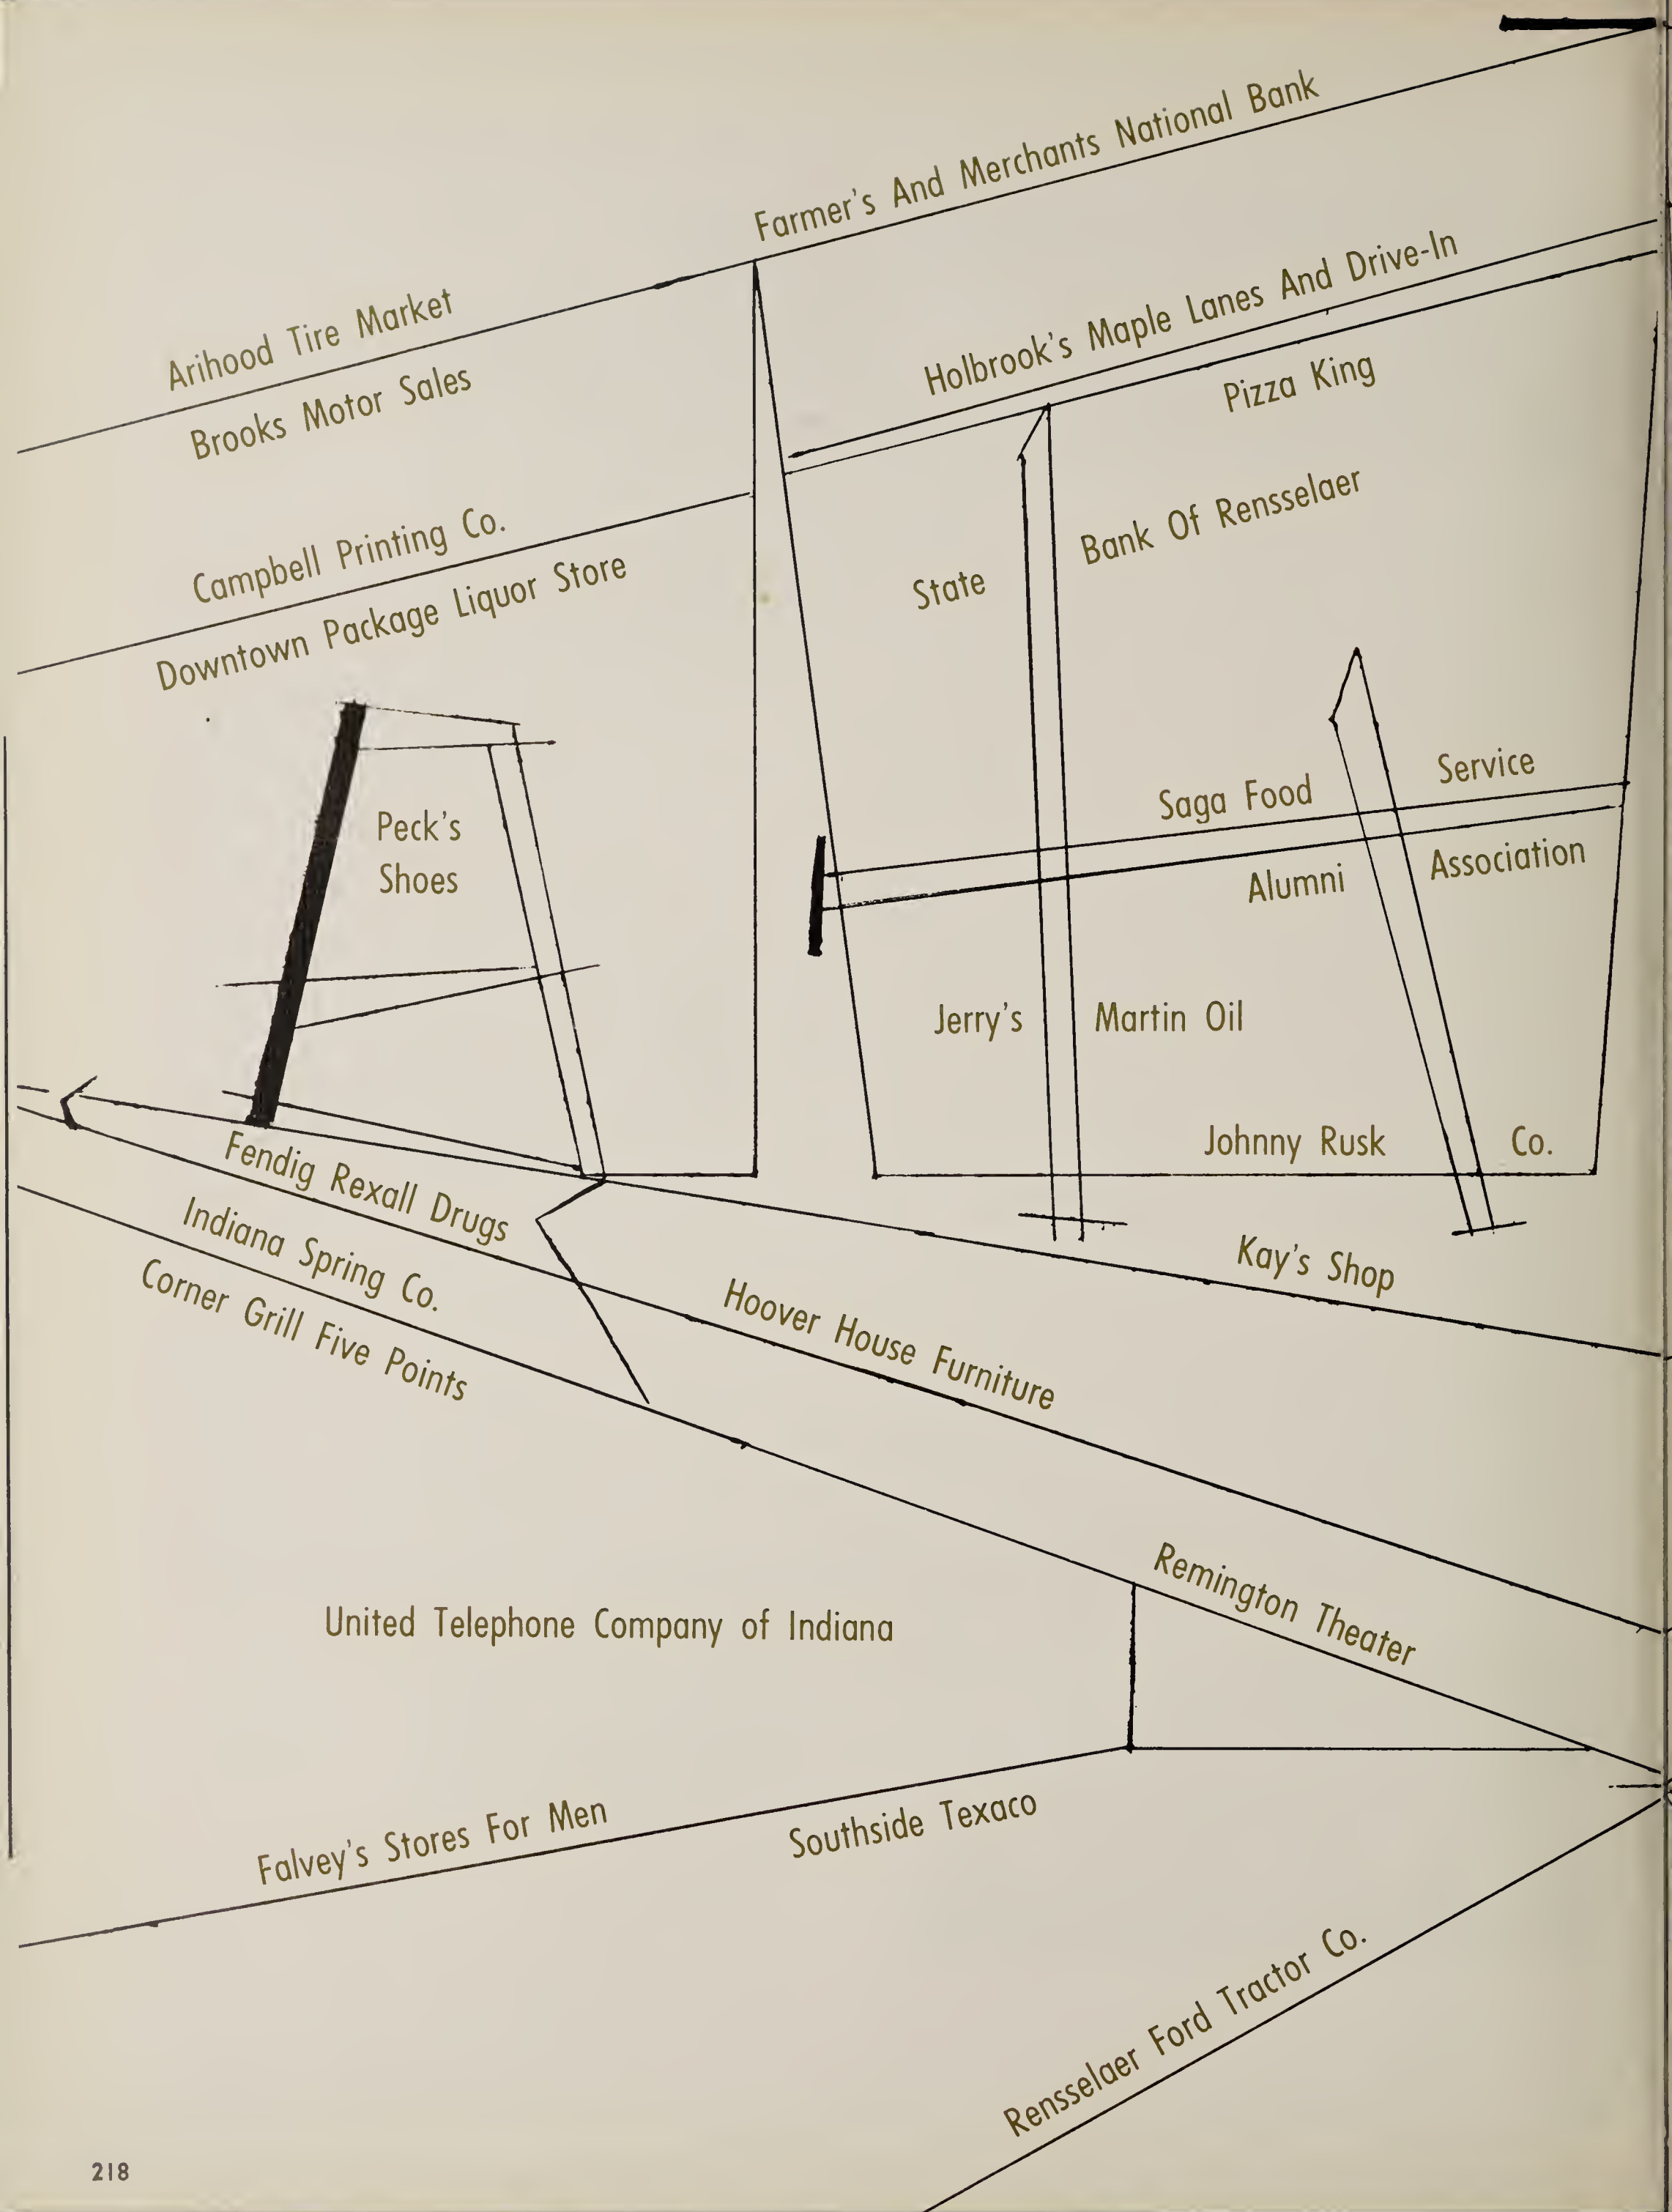 Farmer's And Merchants National Bank
Arihood Tire Market
Brooks Motor Sales
Holbrook's Maple Lanes And Drive-In
Pizza King
Campbell Printing Co.
Downtown Package Liquor Store
State Bank Of Rensselaer
Peck's
Shoes
Saga Food Service
Alumni Association
Jerry's Martin Oil
Johnny Rusk Co.
Fendig Rexall Drugs
Indiana Spring Co.
Corner Grill Five Points
Kay's Shop
Hoover House Furniture
Remington Theater
United Telephone Company of Indiana
Falvey's Stores For Men
Southside Texaco
Rensselaer Ford Tractor Co.
218